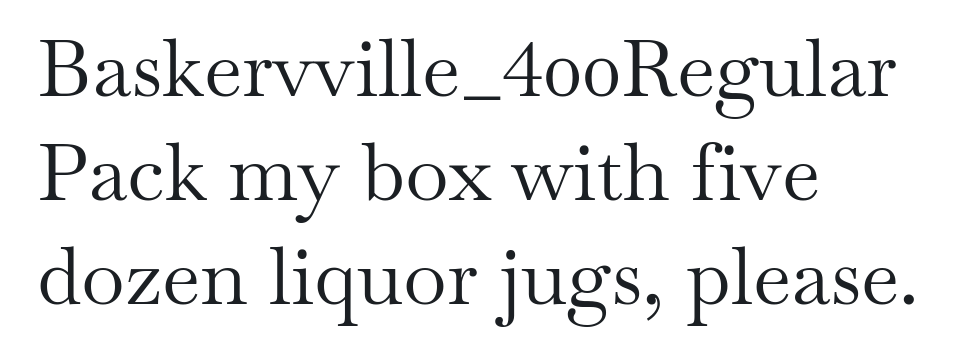 Baskervville_400Regular
Pack my box with five
dozen liquor jugs, please.